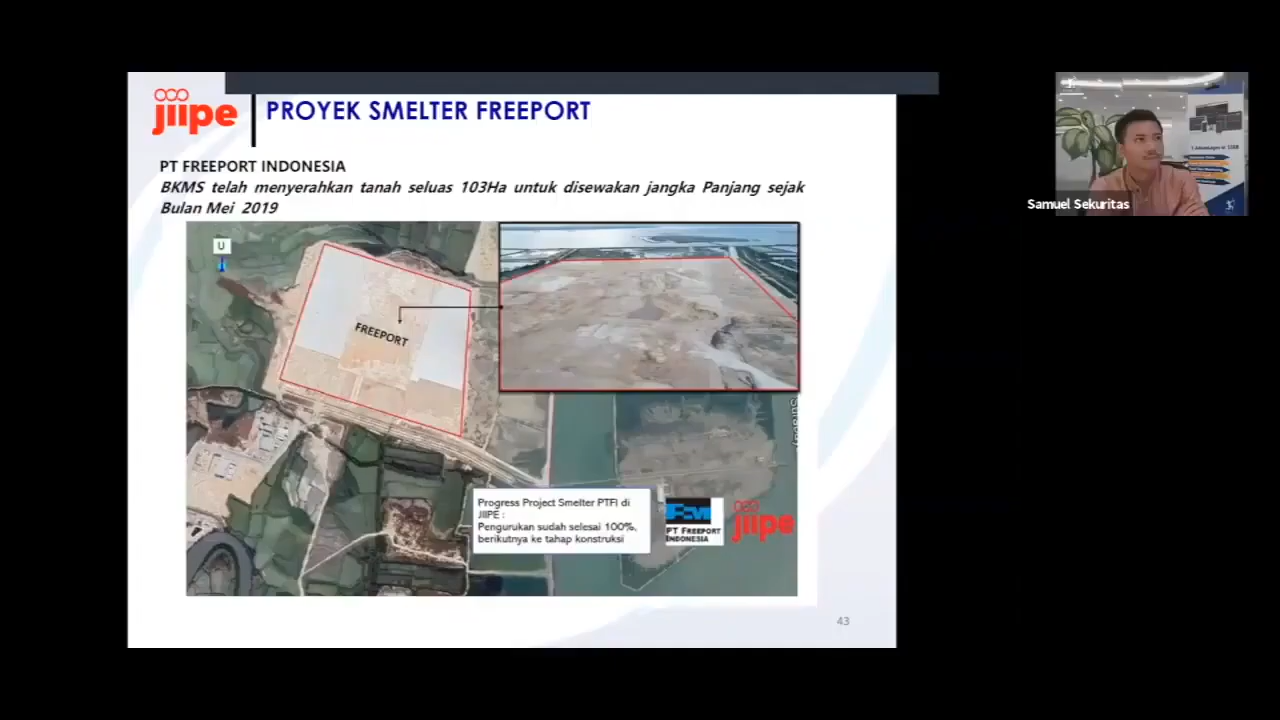 jiipe
PROYEK SMELTER FREEPORT
PT FREEPORT INDONESIA
BKMS telah menyerahkan tanah seluas 103Ha untuk disewakan jangka Panjang sejak
Bulan Mei 2019
U
FREEPORT
Progress Project Smelter PTFI di
JIIPE :
Pengurukan sudah selesai 100%,
berikutnya ke tahap konstruksi
PT FREEPORT
INDONESIA
jiipe
43
Samuel Sekuritas